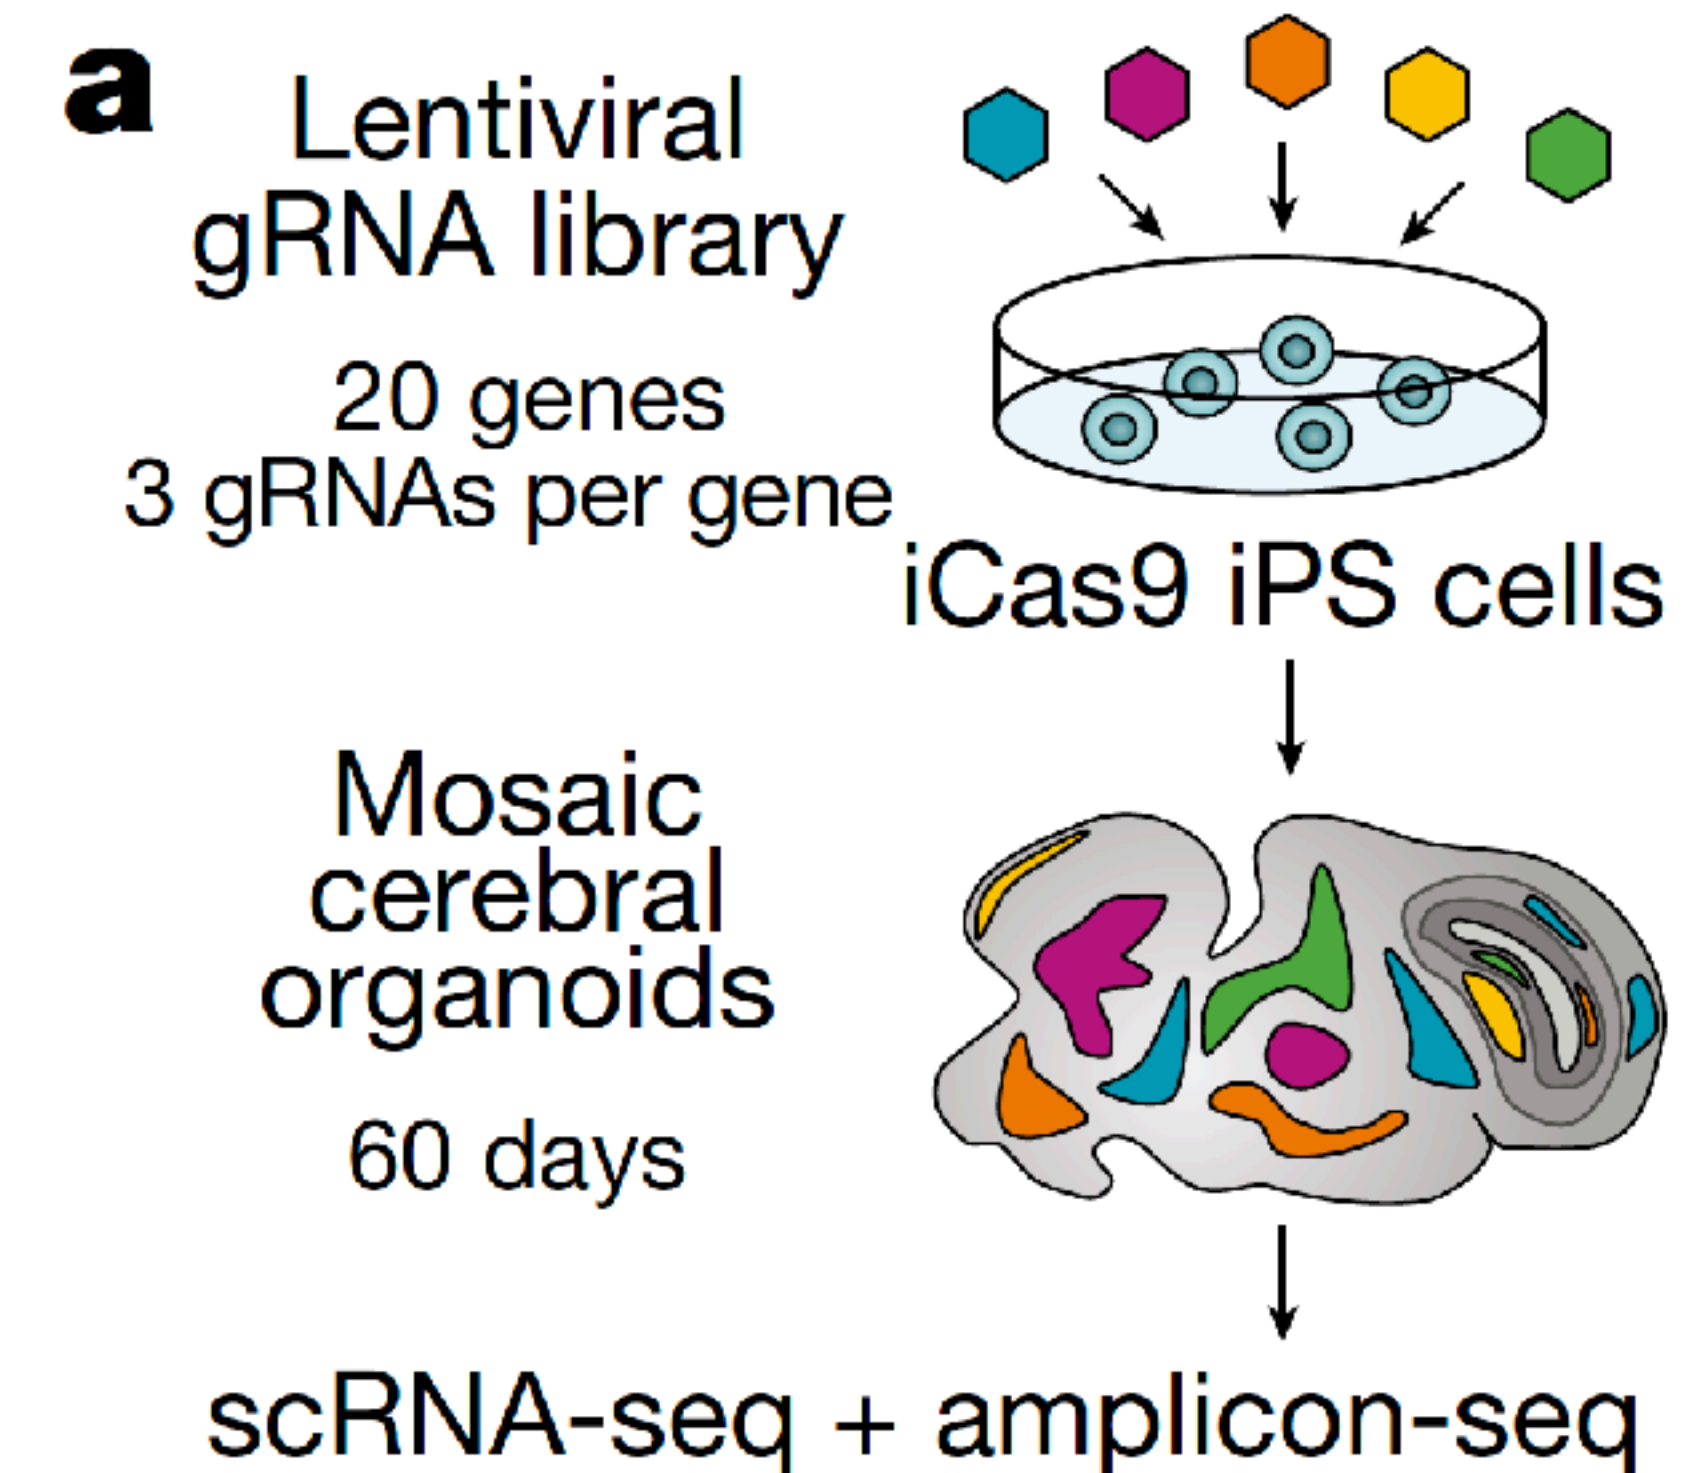 a
Lentiviral
gRNA library
20 genes
3 gRNAs per gene
iCas9 iPS cells
Mosaic
cerebral
organoids
60 days
scRNA-seq + amplicon-seq